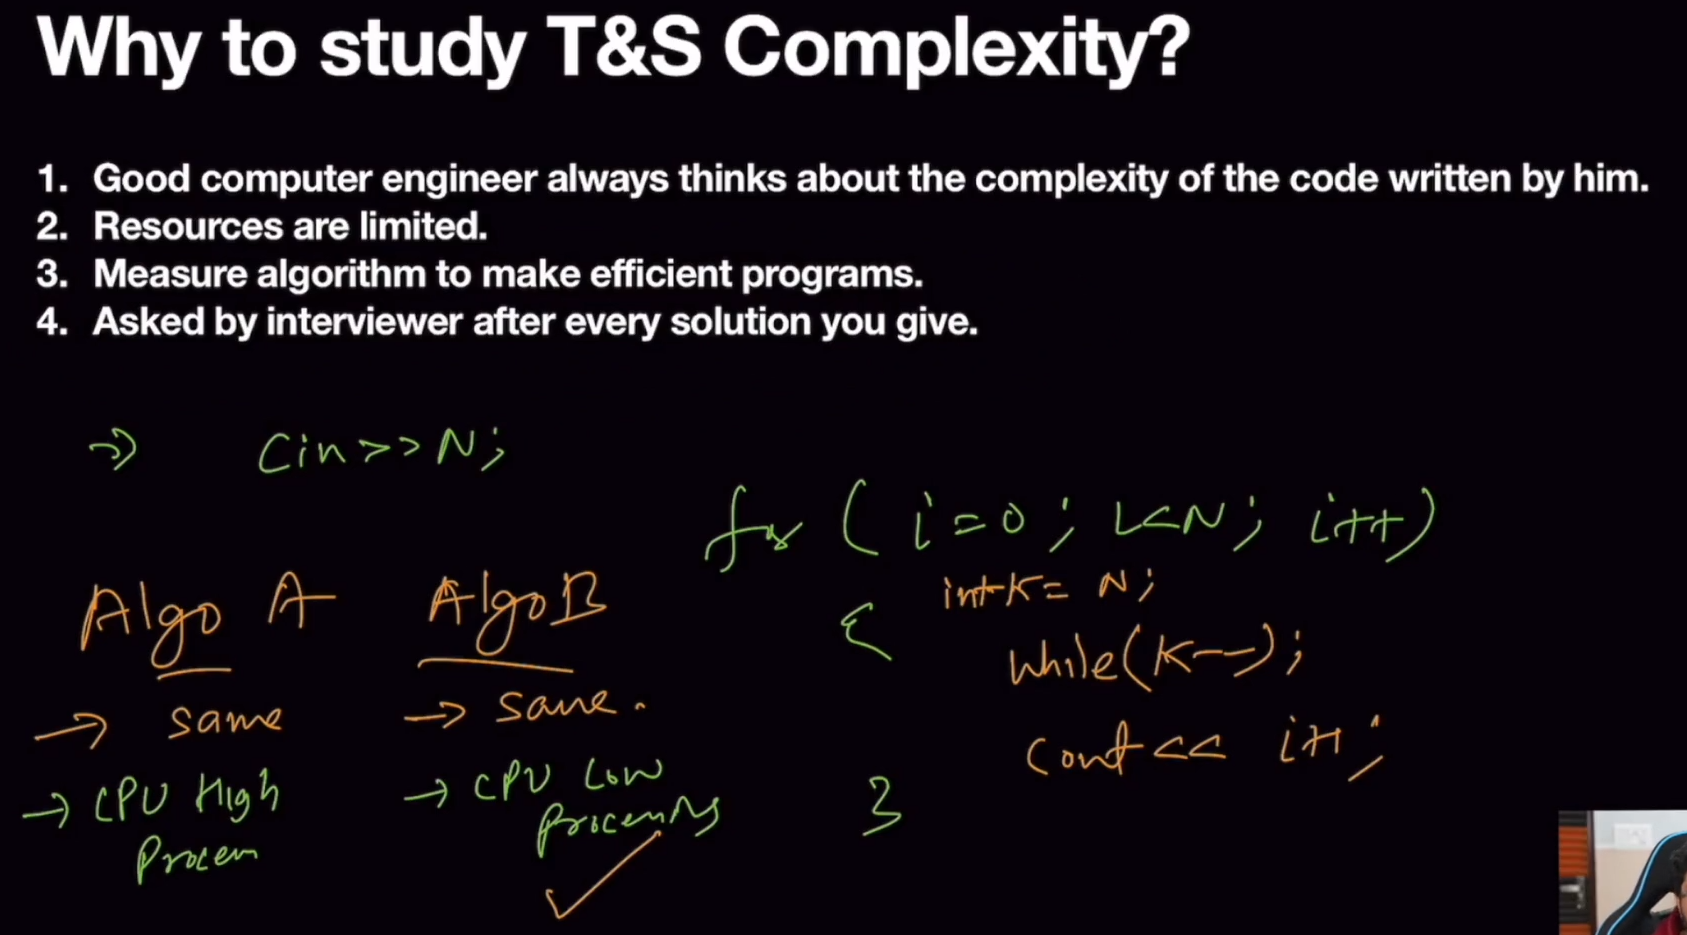 Why to study T&S Complexity?
1. Good computer engineer always thinks about the complexity of the code written by him.
2. Resources are limited.
3. Measure algorithm to make efficient programs.
4. Asked by interviewer after every solution you give.
Cin>>N;
for ( i=0; i<N; i++)
{
int K= N;
while(K--);
cout << i++;
}
Algo A
→ same
→ CPU High
Algo B
→ same.
→ CPU Low